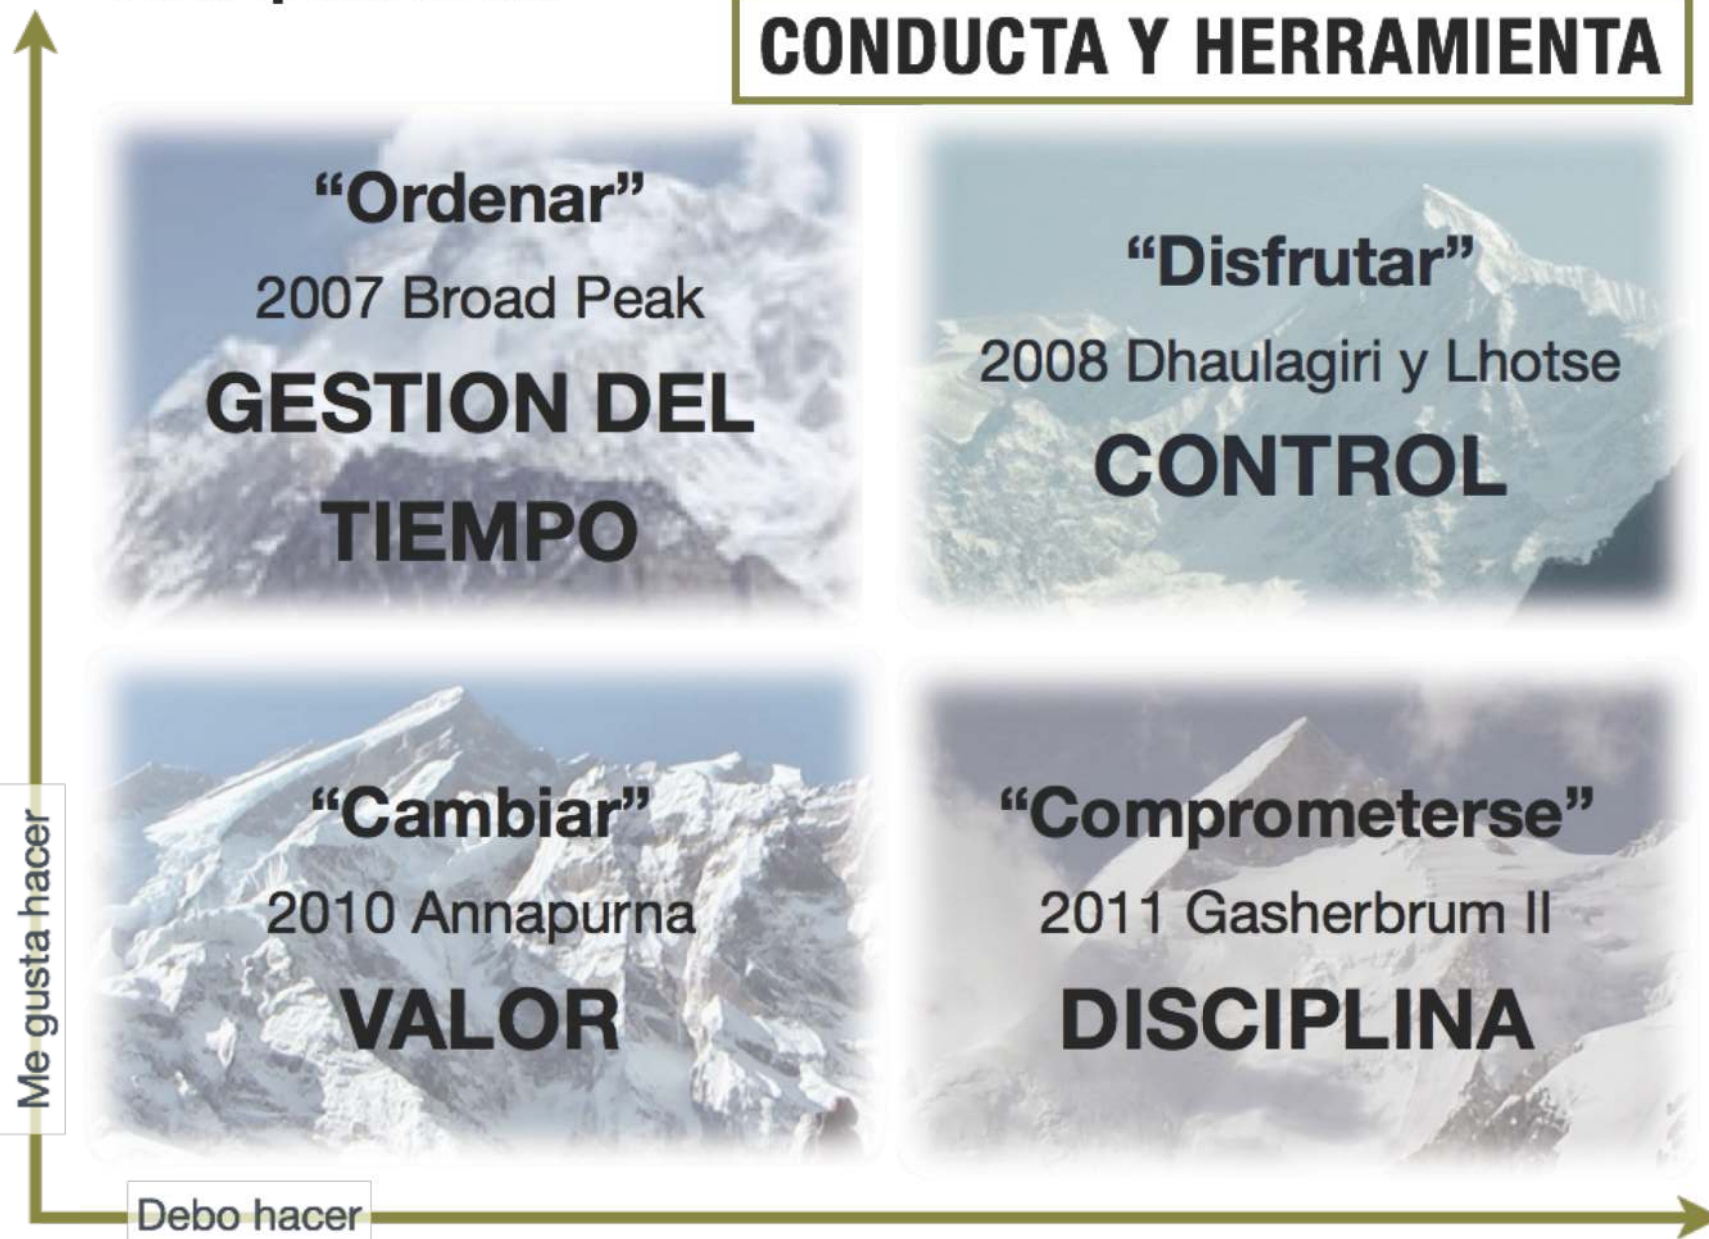 CONDUCTA Y HERRAMIENTA
“Ordenar”
2007 Broad Peak
GESTION DEL
TIEMPO
“Disfrutar”
2008 Dhaulagiri y Lhotse
CONTROL
“Cambiar”
2010 Annapurna
VALOR
“Comprometerse”
2011 Gasherbrum II
DISCIPLINA
Me gusta hacer
Debo hacer